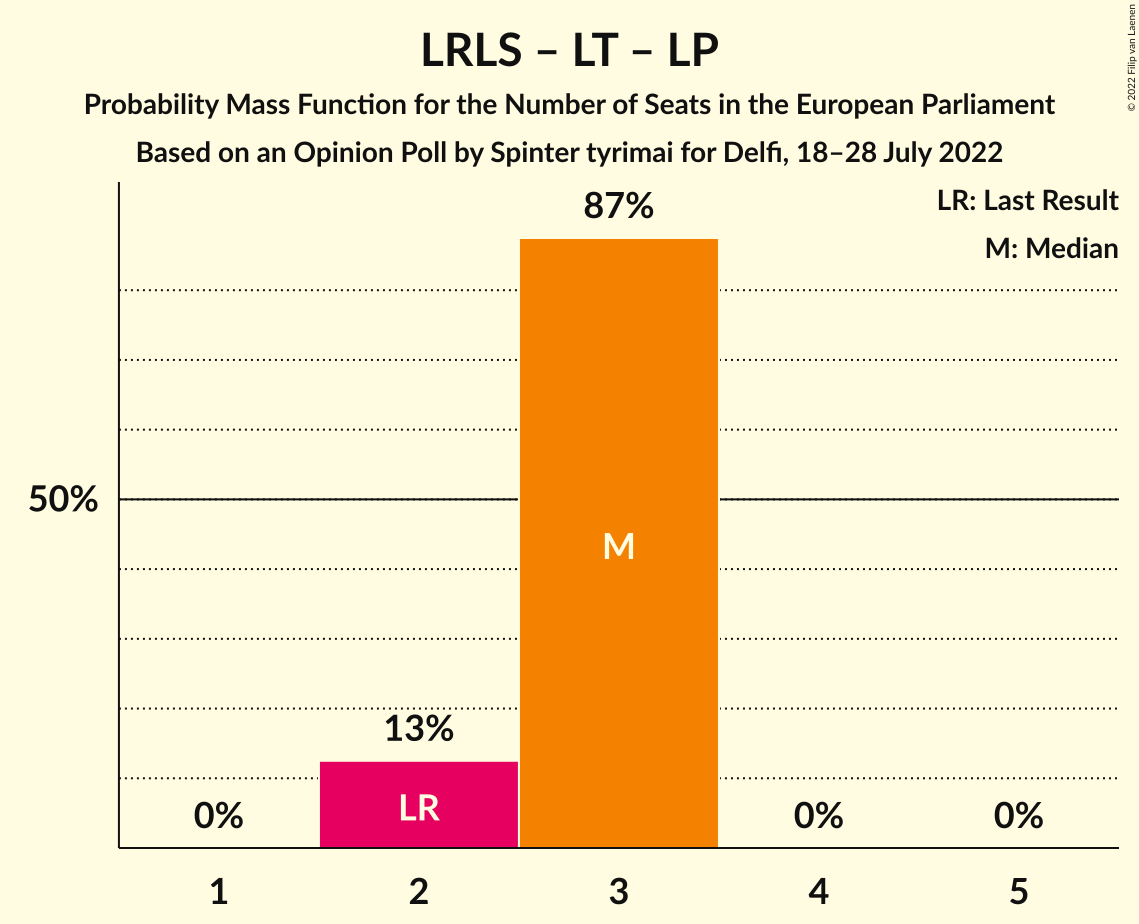 LRLS – LT – LP
Probability Mass Function for the Number of Seats in the European Parliament
Based on an Opinion Poll by Spinter tyrimai for Delfi, 18–28 July 2022
© 2022 Filip van Laenen
LR: Last Result
M: Median
87%
50%
M
13%
LR
0%
0%
0%
1
2
3
4
5